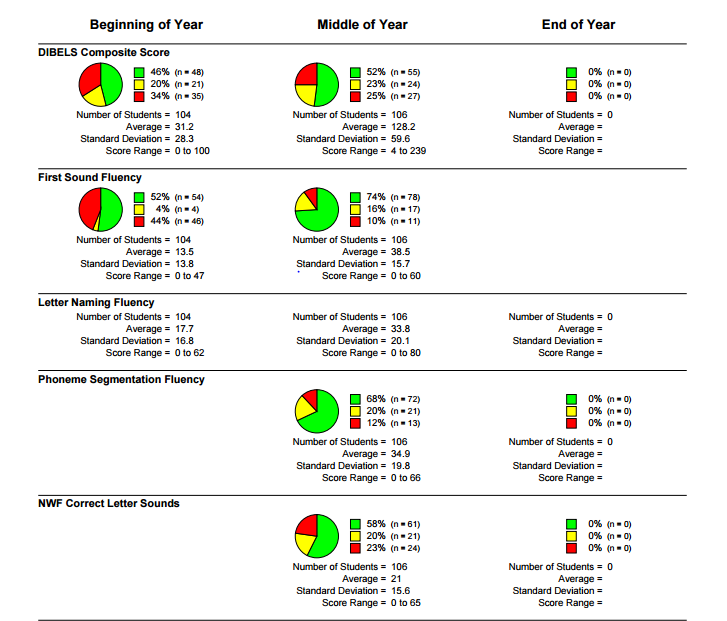 Beginning of Year Middle of Year End of Year
DIBELS Composite Score
46% (n = 48) 52% (n = 55) 0% (n = 0)
20% (n = 21) 23% (n = 24) 0% (n = 0)
34% (n = 35) 25% (n = 27) 0% (n = 0)
Number of Students = 104 Number of Students = 106 Number of Students = 0
Average = 31.2 Average = 128.2 Average =
Standard Deviation = 28.3 Standard Deviation = 59.6 Standard Deviation =
Score Range = 0 to 100 Score Range = 4 to 239 Score Range =
First Sound Fluency
52% (n = 54) 74% (n = 78)
4% (n = 4) 16% (n = 17)
44% (n = 46) 10% (n = 11)
Number of Students = 104 Number of Students = 106
Average = 13.5 Average = 38.5
Standard Deviation = 13.8 Standard Deviation = 15.7
Score Range = 0 to 47 Score Range = 0 to 60
Letter Naming Fluency
Number of Students = 104 Number of Students = 106 Number of Students = 0
Average = 17.7 Average = 33.8 Average =
Standard Deviation = 16.8 Standard Deviation = 20.1 Standard Deviation =
Score Range = 0 to 62 Score Range = 0 to 80 Score Range =
Phoneme Segmentation Fluency
68% (n = 72) 0% (n = 0)
20% (n = 21) 0% (n = 0)
12% (n = 13) 0% (n = 0)
Number of Students = 106 Number of Students = 0
Average = 34.9 Average =
Standard Deviation = 19.8 Standard Deviation =
Score Range = 0 to 66 Score Range =
NWF Correct Letter Sounds
58% (n = 61) 0% (n = 0)
20% (n = 21) 0% (n = 0)
23% (n = 24) 0% (n = 0)
Number of Students = 106 Number of Students = 0
Average = 21 Average =
Standard Deviation = 15.6 Standard Deviation =
Score Range = 0 to 65 Score Range =